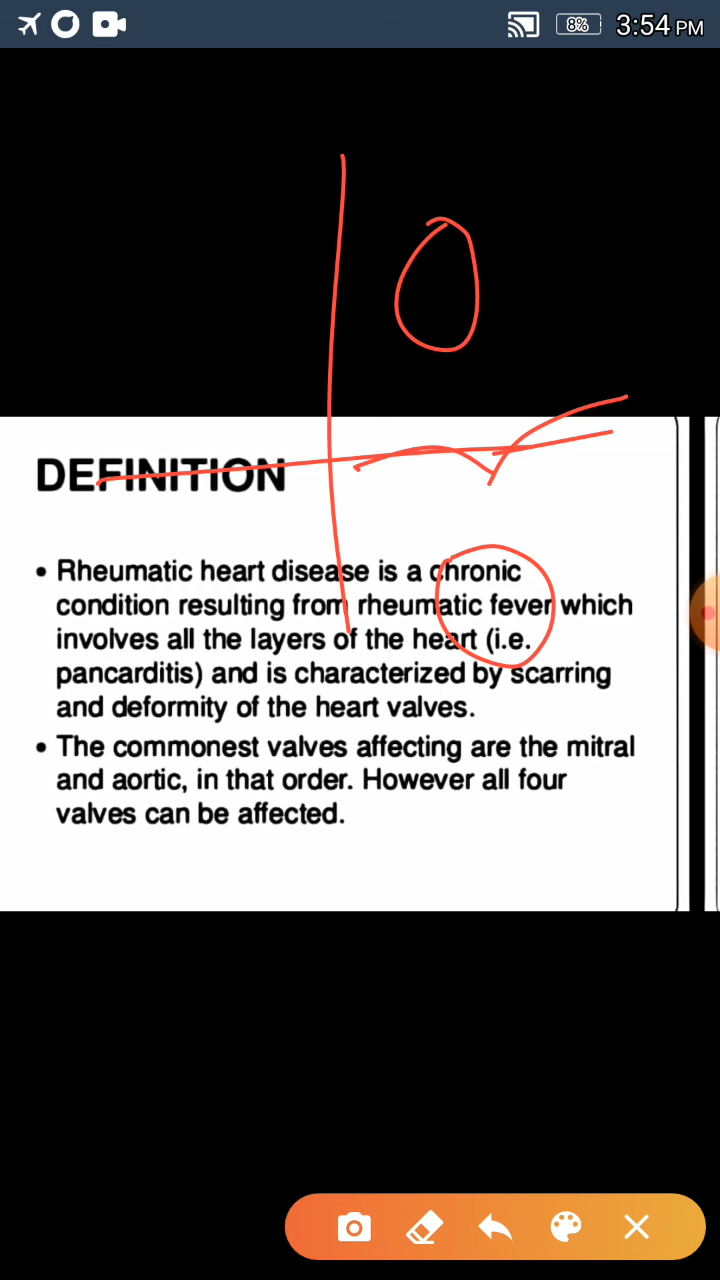 8% 3:54 PM
DEFINITION
• Rheumatic heart disease is a chronic
condition resulting from rheumatic fever which
involves all the layers of the heart (i.e.
pancarditis) and is characterized by scarring
and deformity of the heart valves.
• The commonest valves affecting are the mitral
and aortic, in that order. However all four
valves can be affected.